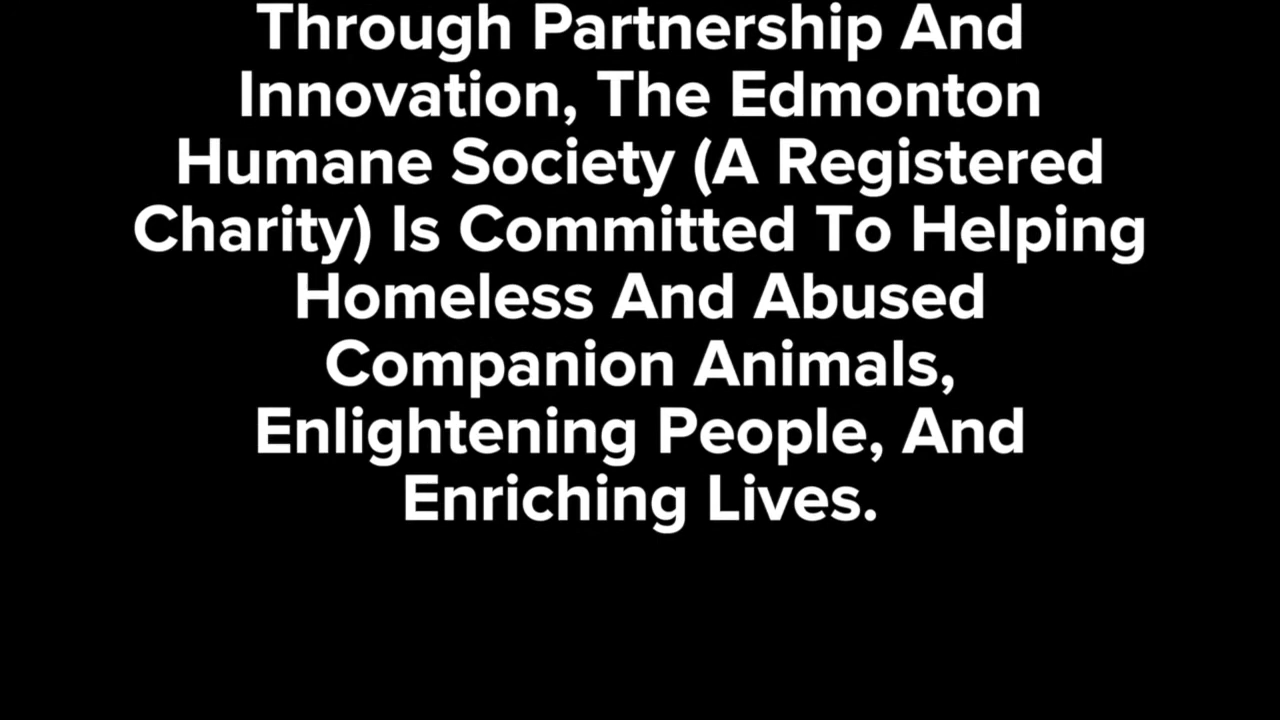 Through Partnership And
Innovation, The Edmonton
Humane Society (A Registered
Charity) Is Committed To Helping
Homeless And Abused
Companion Animals,
Enlightening People, And
Enriching Lives.